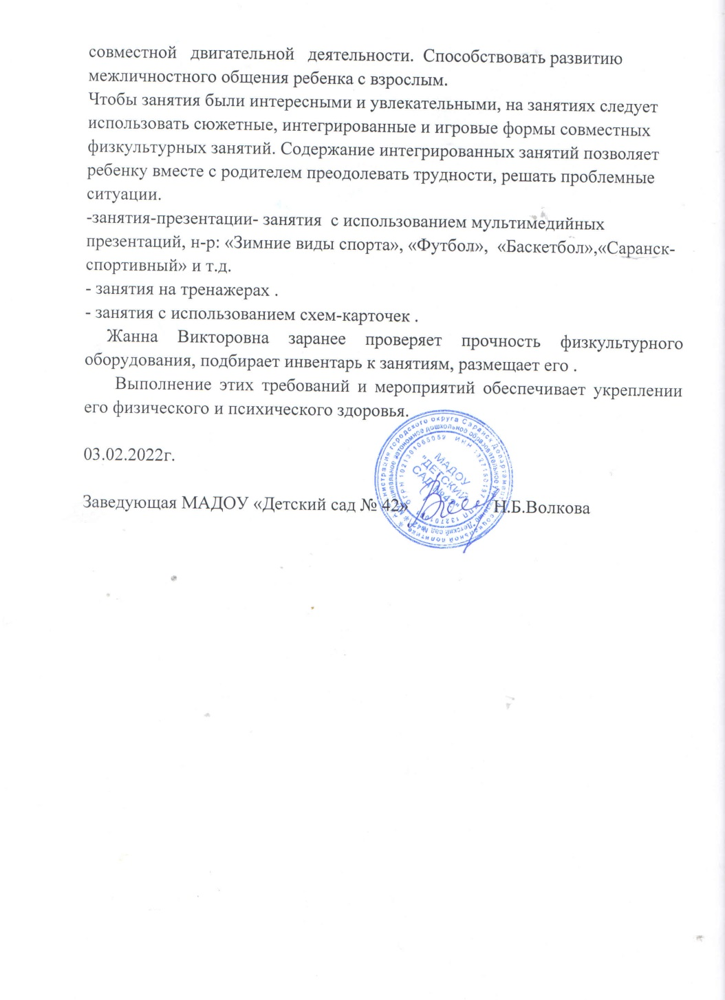 совместной двигательной деятельности. Способствовать развитию
межличностного общения ребенка с взрослым.
Чтобы занятия были интересными и увлекательными, на занятиях следует
использовать сюжетные, интегрированные и игровые формы совместных
физкультурных занятий. Содержание интегрированных занятий позволяет
ребенку вместе с родителем преодолевать трудности, решать проблемные
ситуации.
-занятия-презентации- занятия с использованием мультимедийных
презентаций, н-р: «Зимние виды спорта», «Футбол», «Баскетбол»,«Саранск-
спортивный» и т.д.
- занятия на тренажерах .
- занятия с использованием схем-карточек .
Жанна Викторовна заранее проверяет прочность физкультурного
оборудования, подбирает инвентарь к занятиям, размещает его .
Выполнение этих требований и мероприятий обеспечивает укреплении
его физического и психического здоровья.
03.02.2022г.
Заведующая МАДОУ «Детский сад № 42» Н.Б.Волкова
МАДОУ
"ДЕТСКИЙ
САД №42"